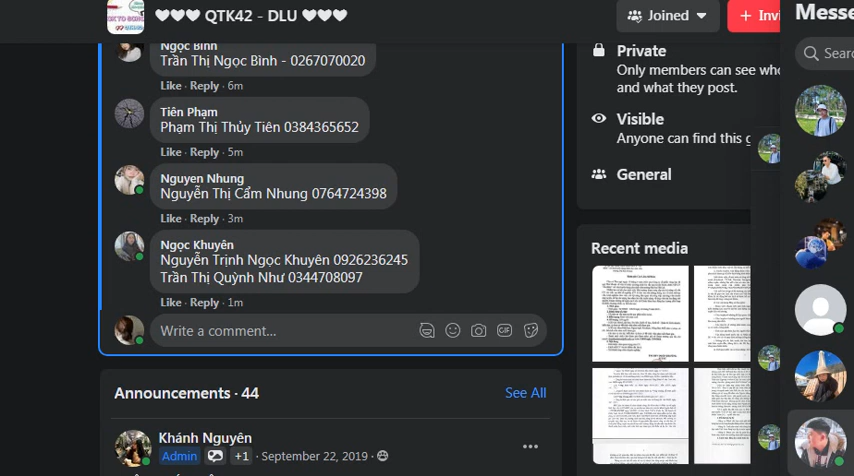 QTK42 - DLU
Joined
Ngọc Bình
Trần Thị Ngọc Bình - 0267070020
Like · Reply · 6m
Tiên Phạm
Phạm Thị Thủy Tiên 0384365652
Like · Reply · 5m
Nguyen Nhung
Nguyễn Thị Cẩm Nhung 0764724398
Like · Reply · 3m
Ngọc Khuyên
Nguyễn Trịnh Ngọc Khuyên 0926236245
Trần Thị Quỳnh Như 0344708097
Like · Reply · 1m
Write a comment...
GIF
Announcements · 44
See All
Khánh Nguyên
Admin +1 · September 22, 2019 ·
Private
Only members can see
and what they post.
Visible
Anyone can find this
General
Recent media